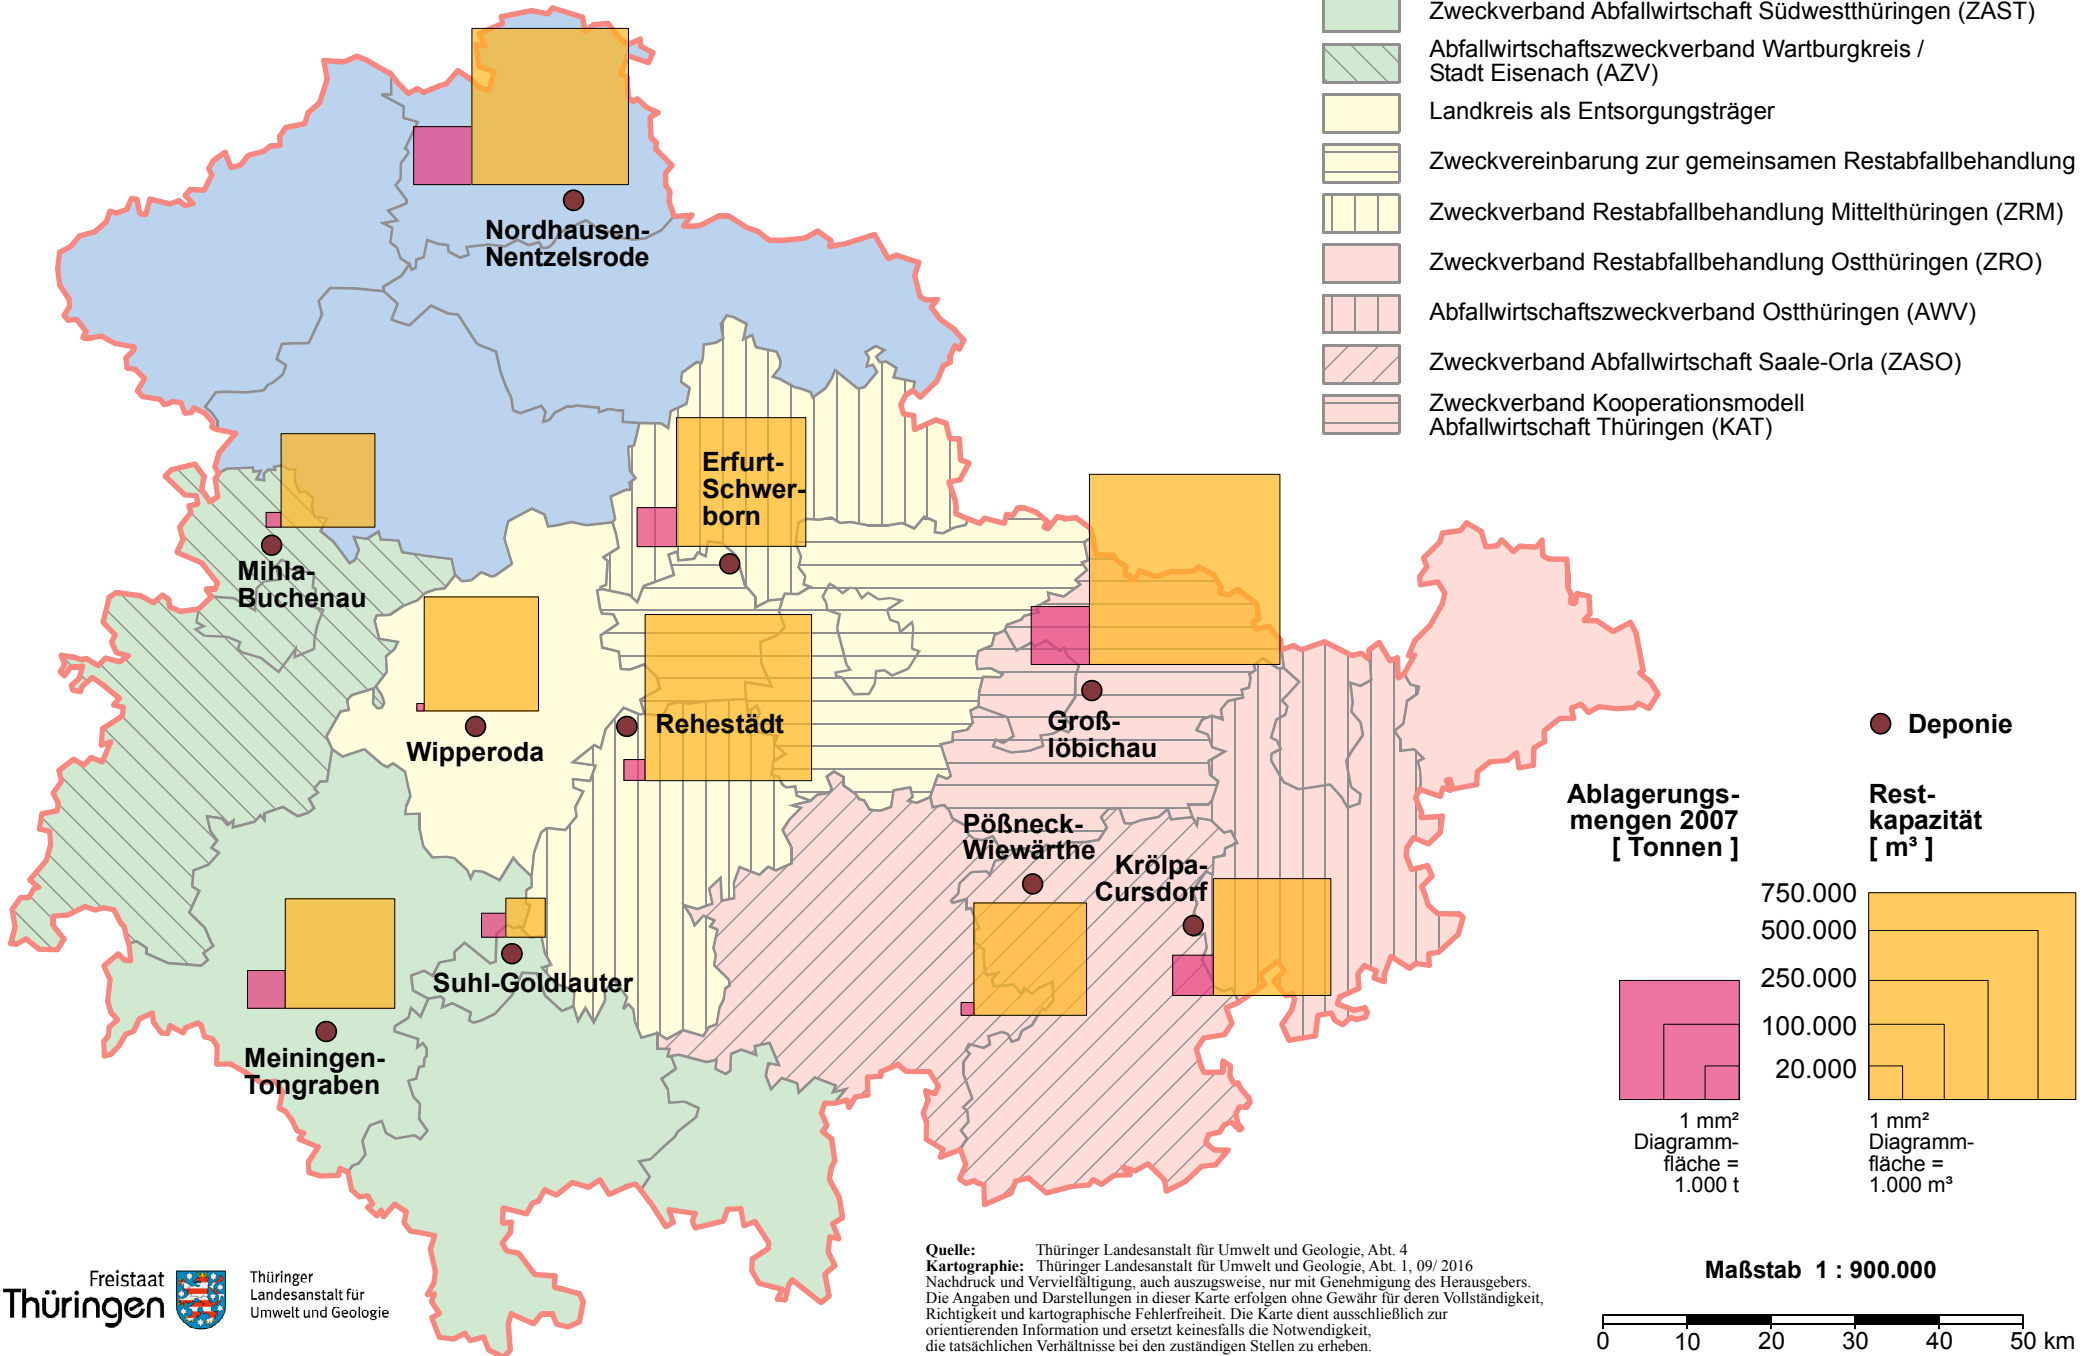 Zweckverband Abfallwirtschaft Südwestthüringen (ZAST)
Abfallwirtschaftszweckverband Wartburgkreis /
Stadt Eisenach (AZV)
Landkreis als Entsorgungsträger
Zweckvereinbarung zur gemeinsamen Restabfallbehandlung
Zweckverband Restabfallbehandlung Mittelthüringen (ZRM)
Zweckverband Restabfallbehandlung Ostthüringen (ZRO)
Abfallwirtschaftszweckverband Ostthüringen (AWV)
Zweckverband Abfallwirtschaft Saale-Orla (ZASO)
Zweckverband Kooperationsmodell
Abfallwirtschaft Thüringen (KAT)
Nordhausen-
Nentzelsrode
Erfurt-
Schwer-
born
Mihla-
Buchenau
Wipperoda
Rehestädt
Groß-
löbichau
Pößneck-
Wiewärthe
Krölpa-
Cursdorf
Suhl-Goldlauter
Meiningen-
Tongraben
Deponie
Ablagerungs-
mengen 2007
[ Tonnen ]
Rest-
kapazität
[ m³ ]
750.000
500.000
250.000
100.000
20.000
1 mm²
Diagramm-
fläche =
1.000 t
1 mm²
Diagramm-
fläche =
1.000 m³
Maßstab 1 : 900.000
0 10 20 30 40 50 km
Freistaat
Thüringen
Thüringer
Landesanstalt für
Umwelt und Geologie
Quelle: Thüringer Landesanstalt für Umwelt und Geologie, Abt. 4
Kartographie: Thüringer Landesanstalt für Umwelt und Geologie, Abt. 1, 09/ 2016
Nachdruck und Vervielfältigung, auch auszugsweise, nur mit Genehmigung des Herausgebers.
Die Angaben und Darstellungen in dieser Karte erfolgen ohne Gewähr für deren Vollständigkeit,
Richtigkeit und kartographische Fehlerfreiheit. Die Karte dient ausschließlich zur
orientierenden Information und ersetzt keinesfalls die Notwendigkeit,
die tatsächlichen Verhältnisse bei den zuständigen Stellen zu erheben.